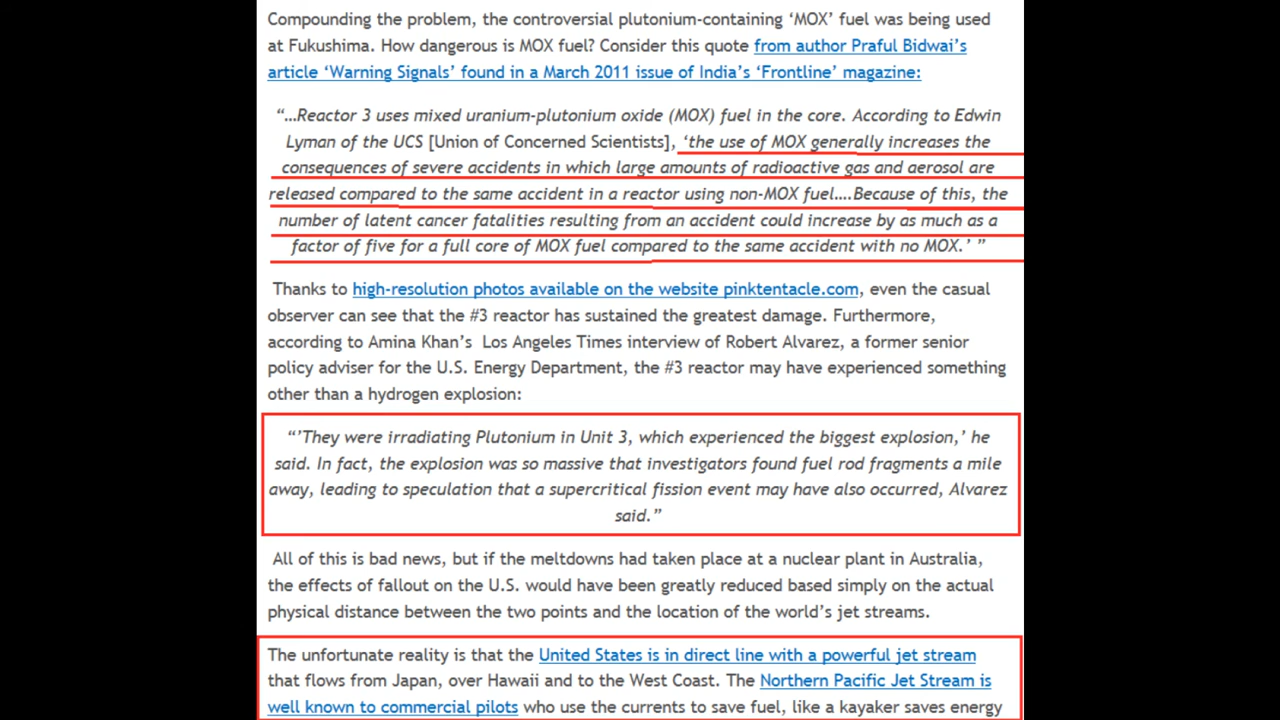 Compounding the problem, the controversial plutonium-containing ‘MOX’ fuel was being used
at Fukushima. How dangerous is MOX fuel? Consider this quote from author Praful Bidwai’s
article ‘Warning Signals’ found in a March 2011 issue of India’s ‘Frontline’ magazine:
“…Reactor 3 uses mixed uranium-plutonium oxide (MOX) fuel in the core. According to Edwin
Lyman of the UCS [Union of Concerned Scientists], ‘the use of MOX generally increases the
consequences of severe accidents in which large amounts of radioactive gas and aerosol are
released compared to the same accident in a reactor using non-MOX fuel….Because of this, the
number of latent cancer fatalities resulting from an accident could increase by as much as a
factor of five for a full core of MOX fuel compared to the same accident with no MOX.’ ”
Thanks to high-resolution photos available on the website pinktentacle.com, even the casual
observer can see that the #3 reactor has sustained the greatest damage. Furthermore,
according to Amina Khan’s Los Angeles Times interview of Robert Alvarez, a former senior
policy adviser for the U.S. Energy Department, the #3 reactor may have experienced something
other than a hydrogen explosion:
“’They were irradiating Plutonium in Unit 3, which experienced the biggest explosion,’ he
said. In fact, the explosion was so massive that investigators found fuel rod fragments a mile
away, leading to speculation that a supercritical fission event may have also occurred, Alvarez
said.”
All of this is bad news, but if the meltdowns had taken place at a nuclear plant in Australia,
the effects of fallout on the U.S. would have been greatly reduced based simply on the actual
physical distance between the two points and the location of the world’s jet streams.
The unfortunate reality is that the United States is in direct line with a powerful jet stream
that flows from Japan, over Hawaii and to the West Coast. The Northern Pacific Jet Stream is
well known to commercial pilots who use the currents to save fuel, like a kayaker saves energy